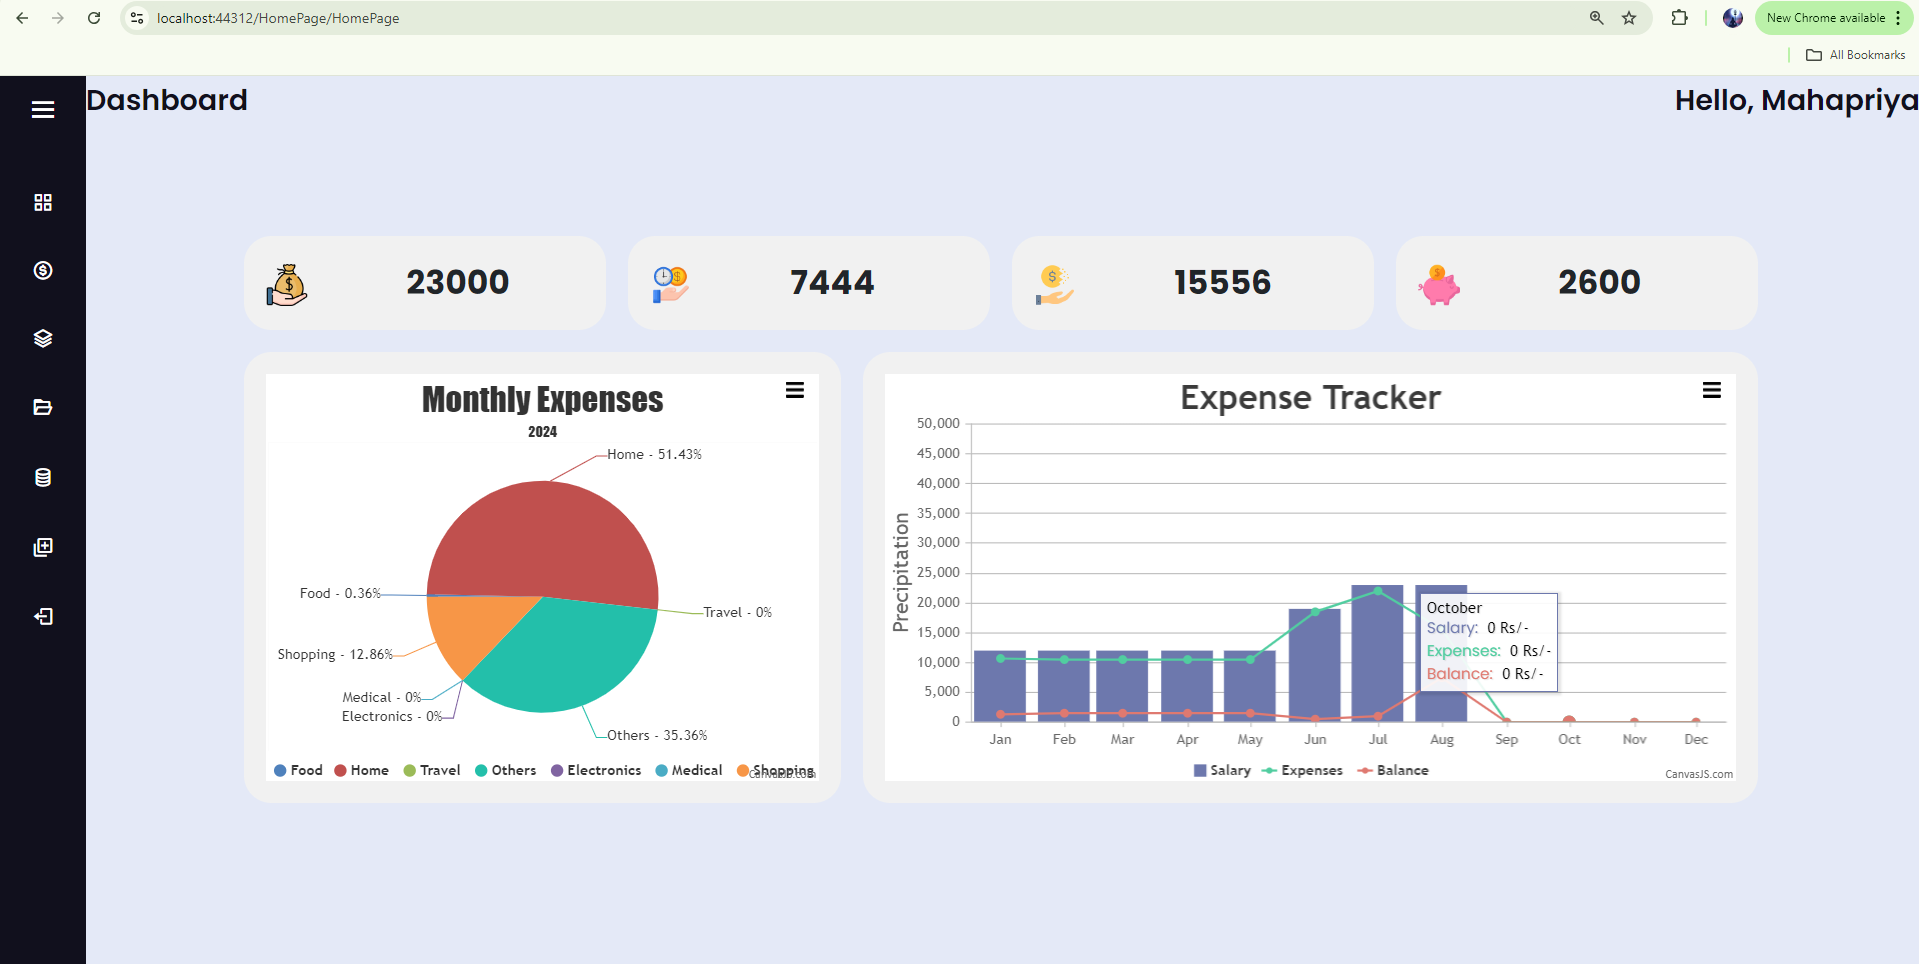 localhost:44312/HomePage/HomePage
New Chrome available
All Bookmarks
Dashboard
Hello, Mahapriya
23000
7444
15556
2600
Monthly Expenses
2024
Home - 51.43%
Food - 0.36%
Travel - 0%
Shopping - 12.86%
Medical - 0%
Electronics - 0%
Others - 35.36%
Food Home Travel Others Electronics Medical Shopping
CanvasJS.com
Expense Tracker
Precipitation
50,000
45,000
40,000
35,000
30,000
25,000
20,000
15,000
10,000
5,000
0
October
Salary: 0 Rs/-
Expenses: 0 Rs/-
Balance: 0 Rs/-
Jan Feb Mar Apr May Jun Jul Aug Sep Oct Nov Dec
Salary Expenses Balance
CanvasJS.com